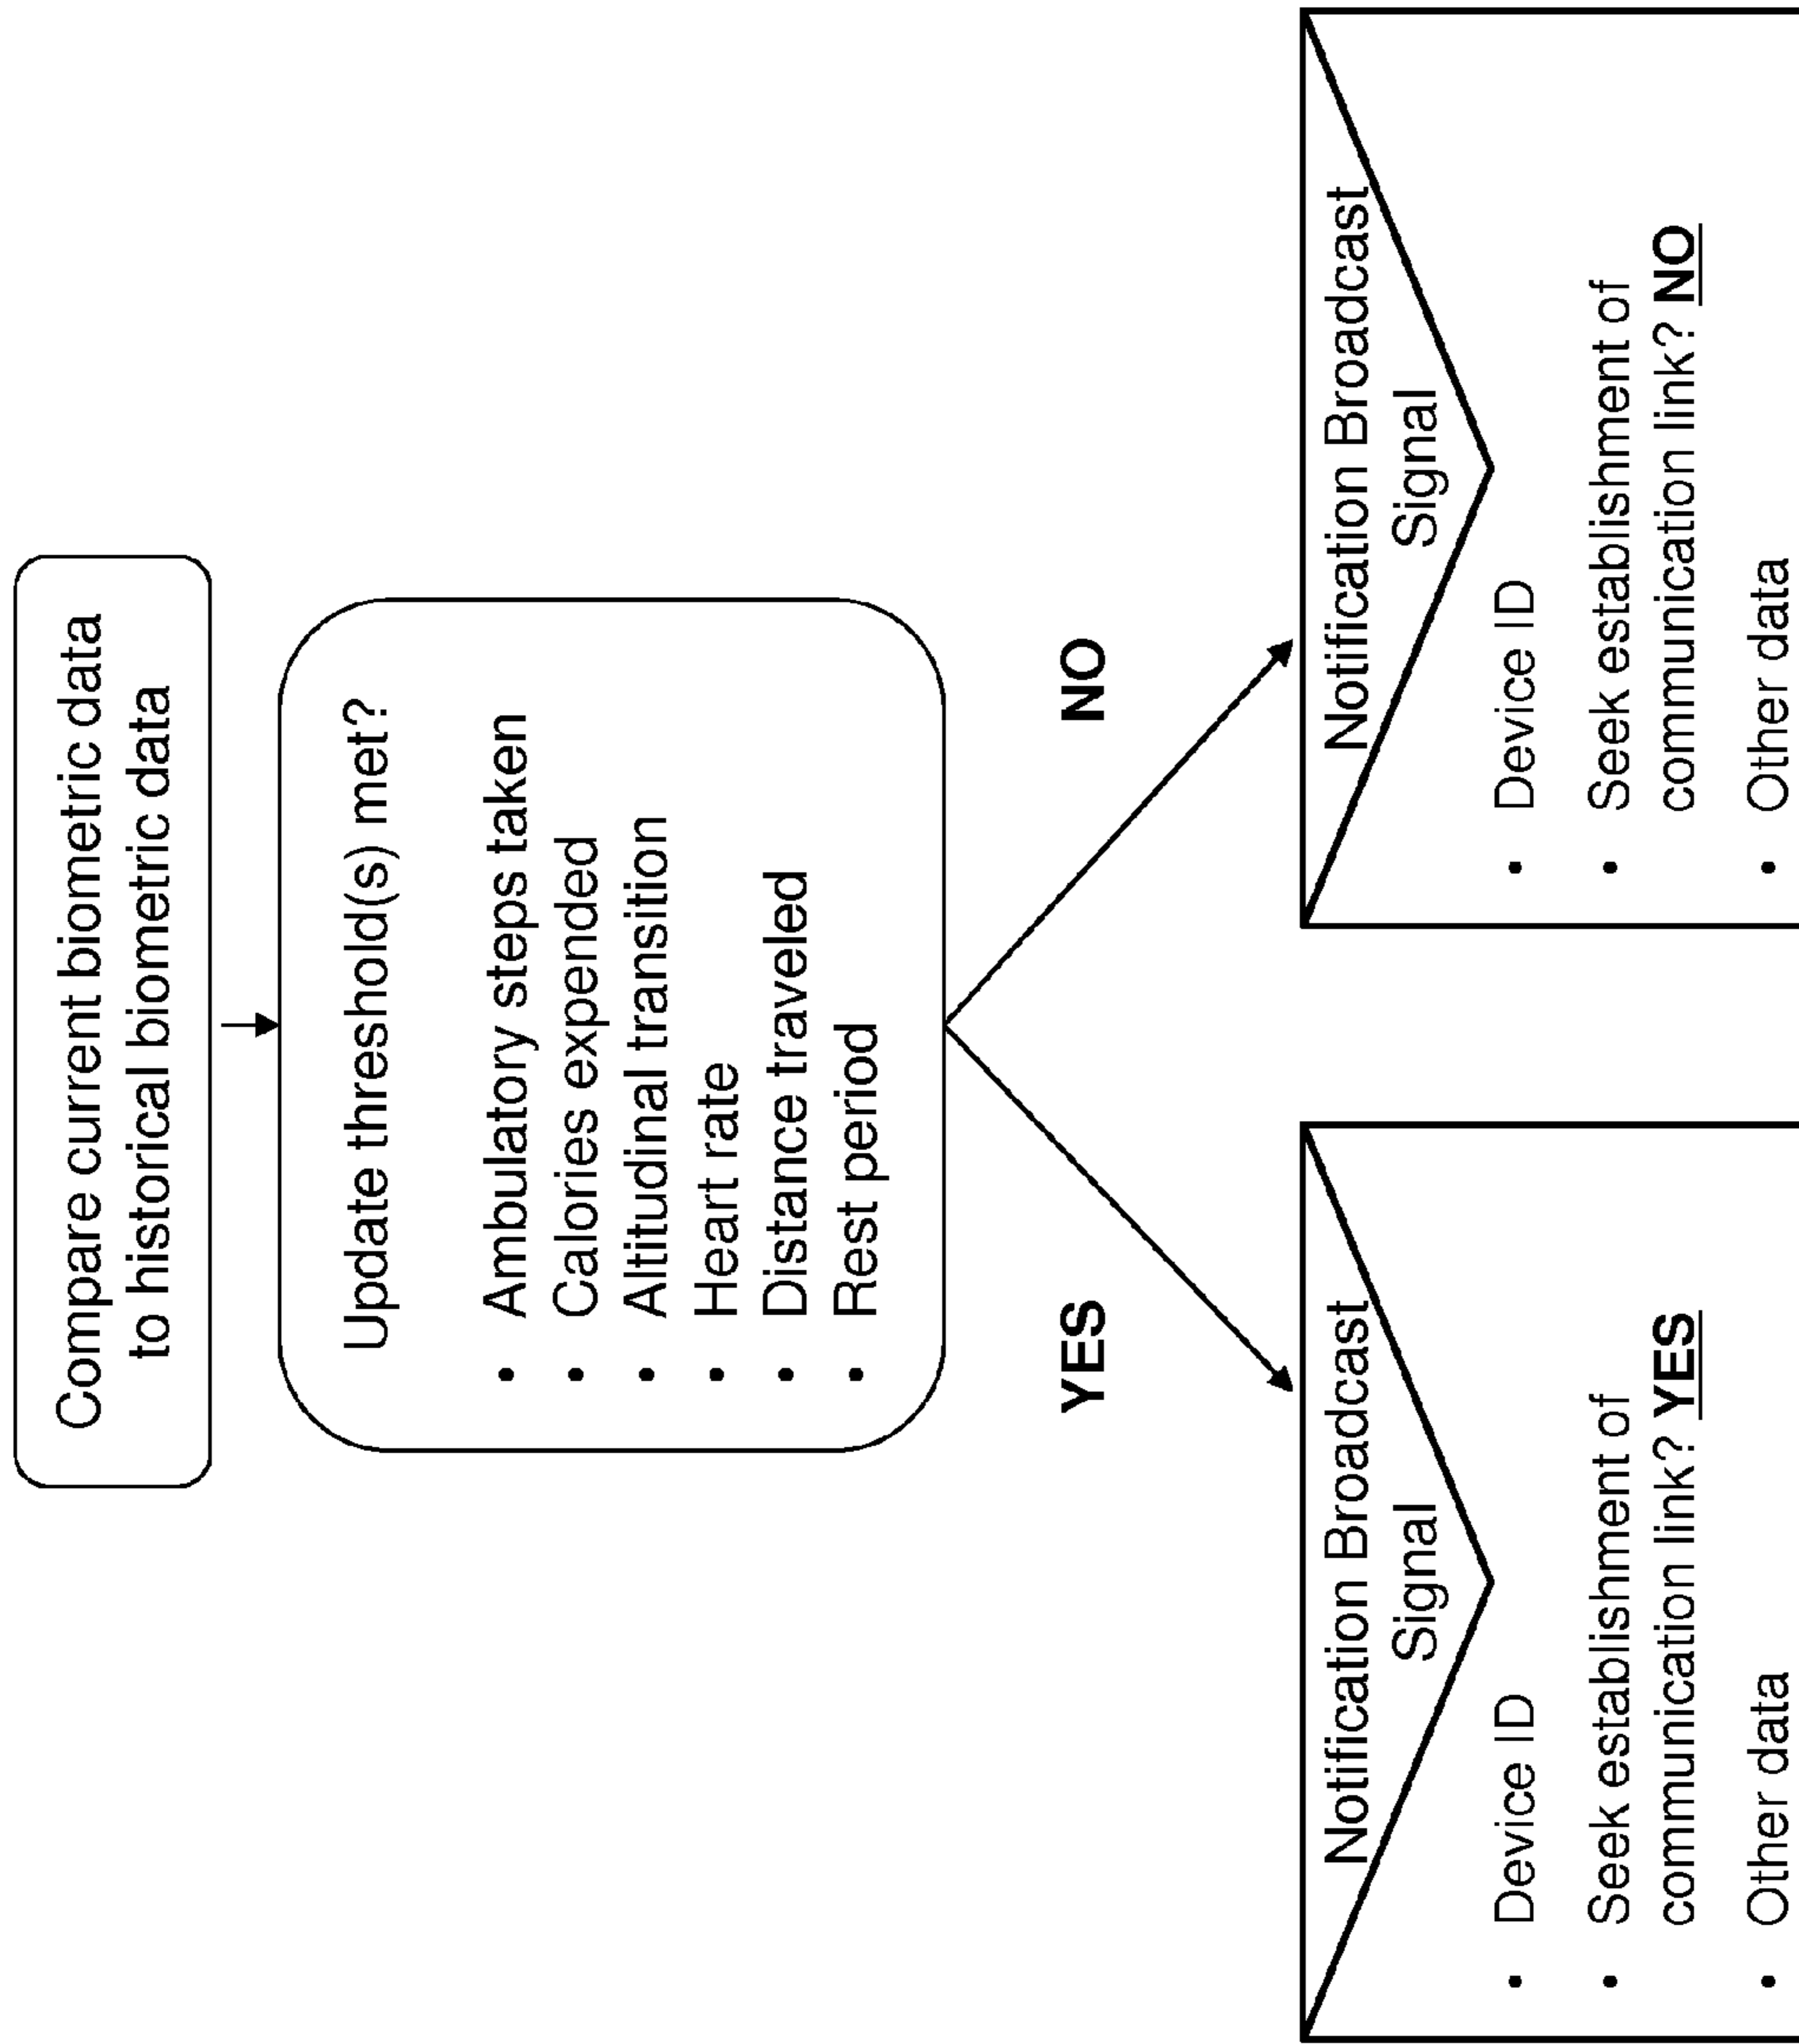 Compare current biometric data
to historical biometric data
Update threshold(s) met?
• Ambulatory steps taken
• Calories expended
• Altitudinal transition
• Heart rate
• Distance traveled
• Rest period
YES
NO
Notification Broadcast
Signal
• Device ID
• Seek establishment of
communication link? YES
• Other data
Notification Broadcast
Signal
• Device ID
• Seek establishment of
communication link? NO
• Other data